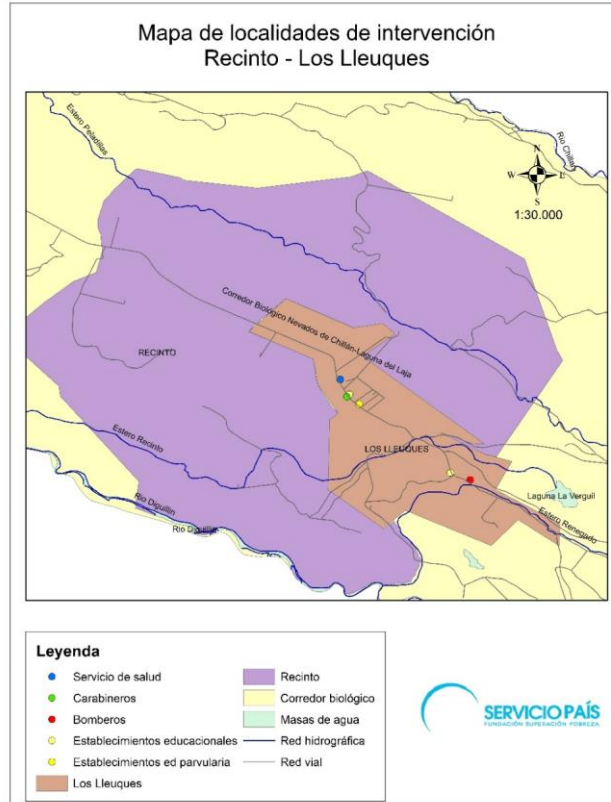 Mapa de localidades de intervención
Recinto - Los Lleuques
Estero Peladillas
Río Chillán
N
W
E
S
1:30.000
Corredor Biológico Nevados de Chillán-Laguna del Laja
RECINTO
Estero Recinto
LOS LLEUQUES
Laguna La Verguil
Estero Renegado
Río Diguillín
Río Diguillín
Leyenda
Servicio de salud
Carabineros
Bomberos
Establecimientos educacionales
Establecimientos ed parvularia
Los Lleuques
Recinto
Corredor biológico
Masas de agua
Red hidrográfica
Red vial
SERVICIO PAÍS
FUNDACIÓN SUPERACIÓN POBREZA